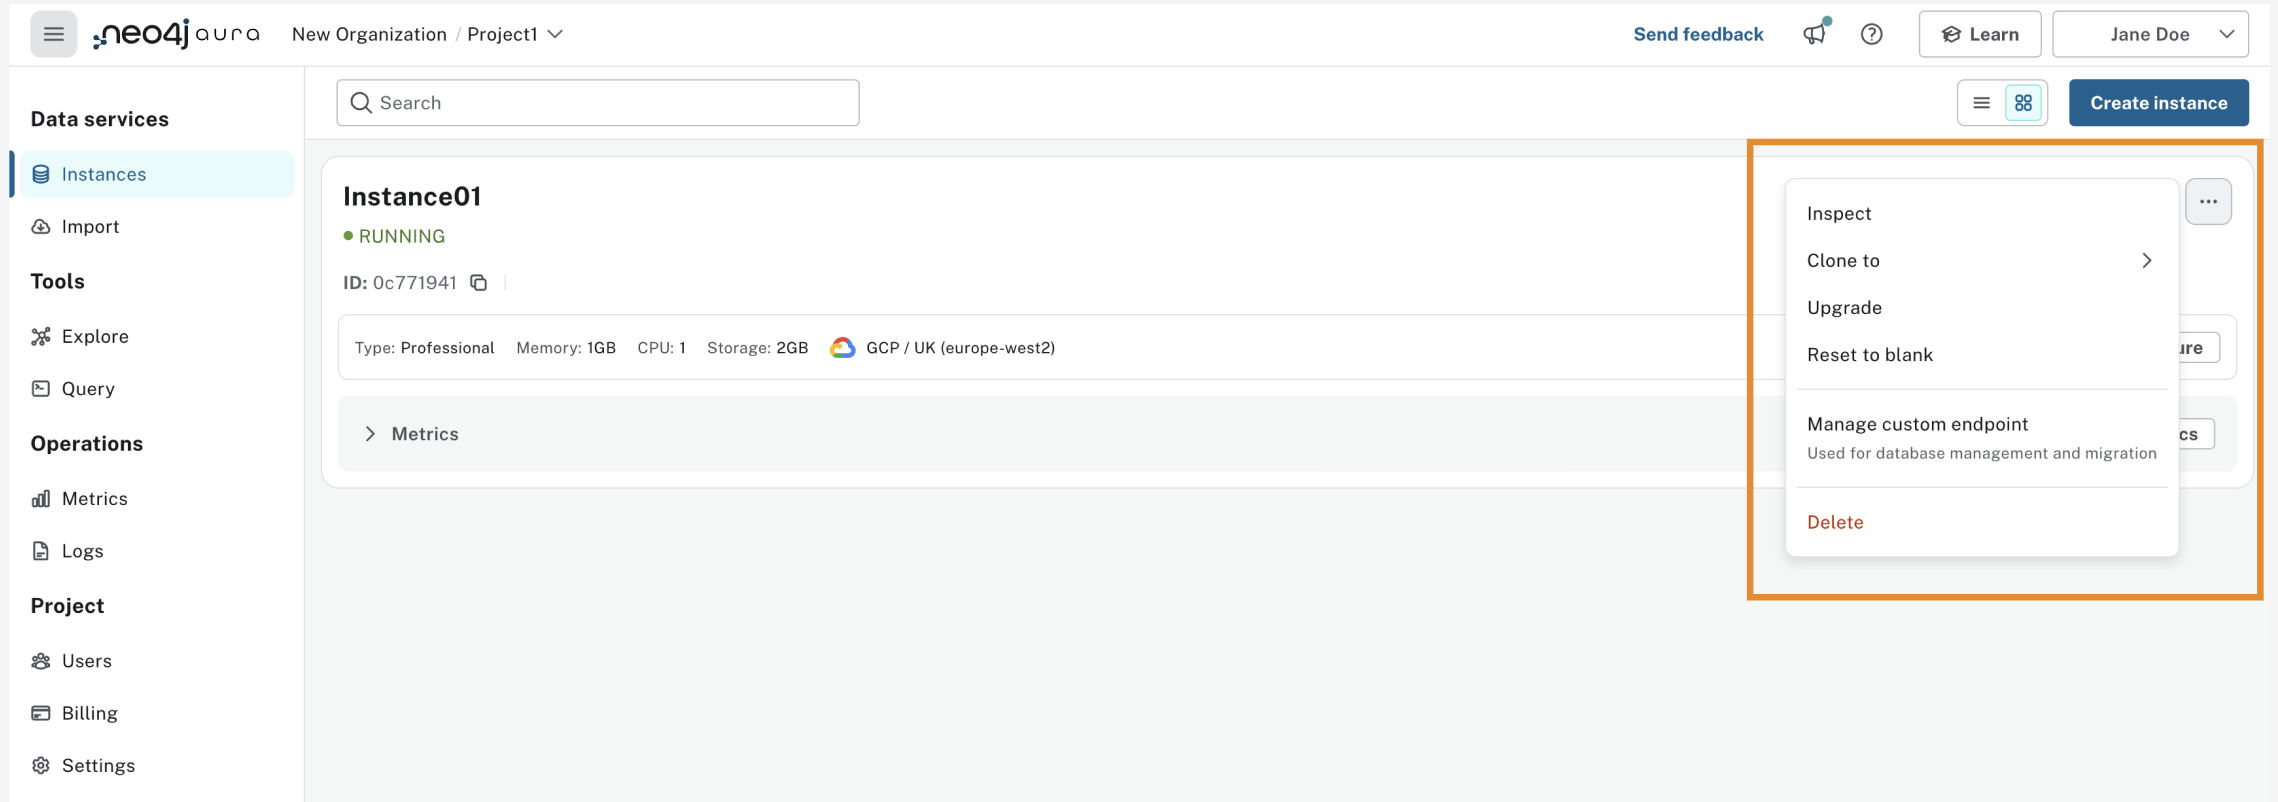 neo4j aura New Organization / Project1 Send feedback Learn Jane Doe
Search Create instance
Data services
Instances
Import
Tools
Explore
Query
Operations
Metrics
Logs
Project
Users
Billing
Settings
Instance01
RUNNING
ID: 0c771941
Type: Professional Memory: 1GB CPU: 1 Storage: 2GB GCP / UK (europe-west2)
Metrics
...
Inspect
Clone to
Upgrade
Reset to blank
Manage custom endpoint
Used for database management and migration
Delete